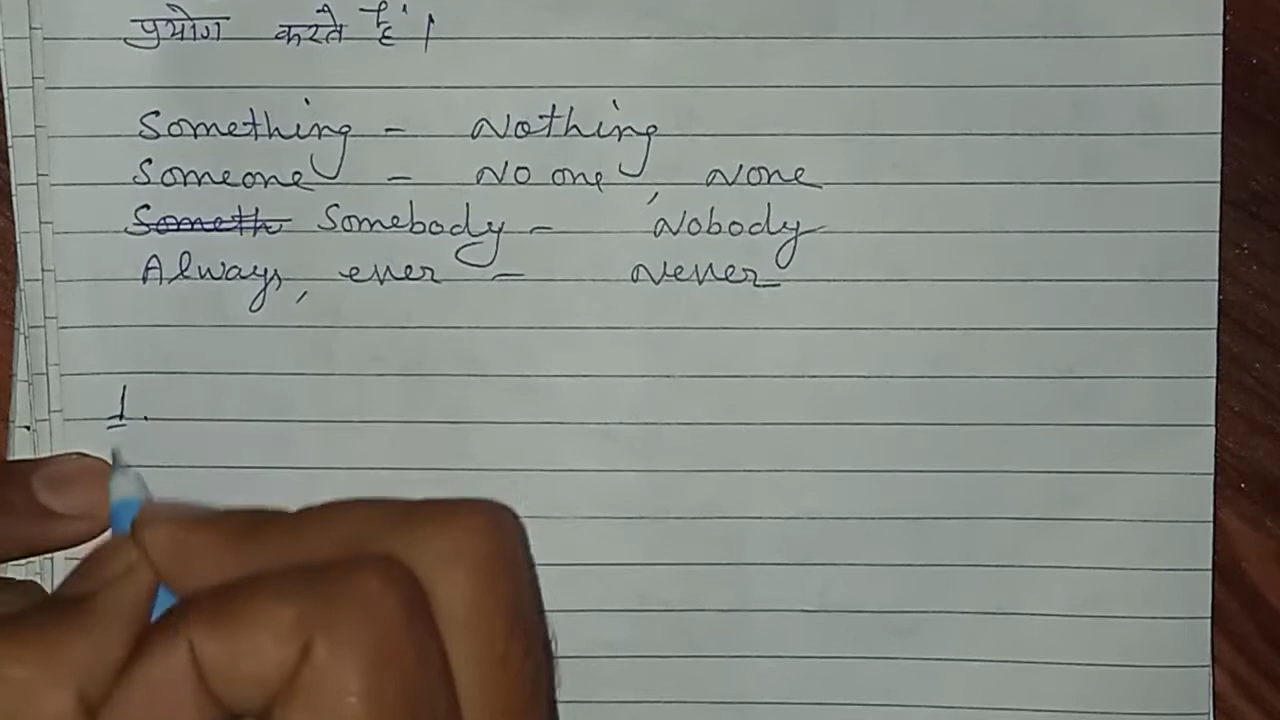 प्रयोग करते हैं।
Something - Nothing
Someone - No one, None
Someth Somebody - Nobody
Always, ever - Never
1.